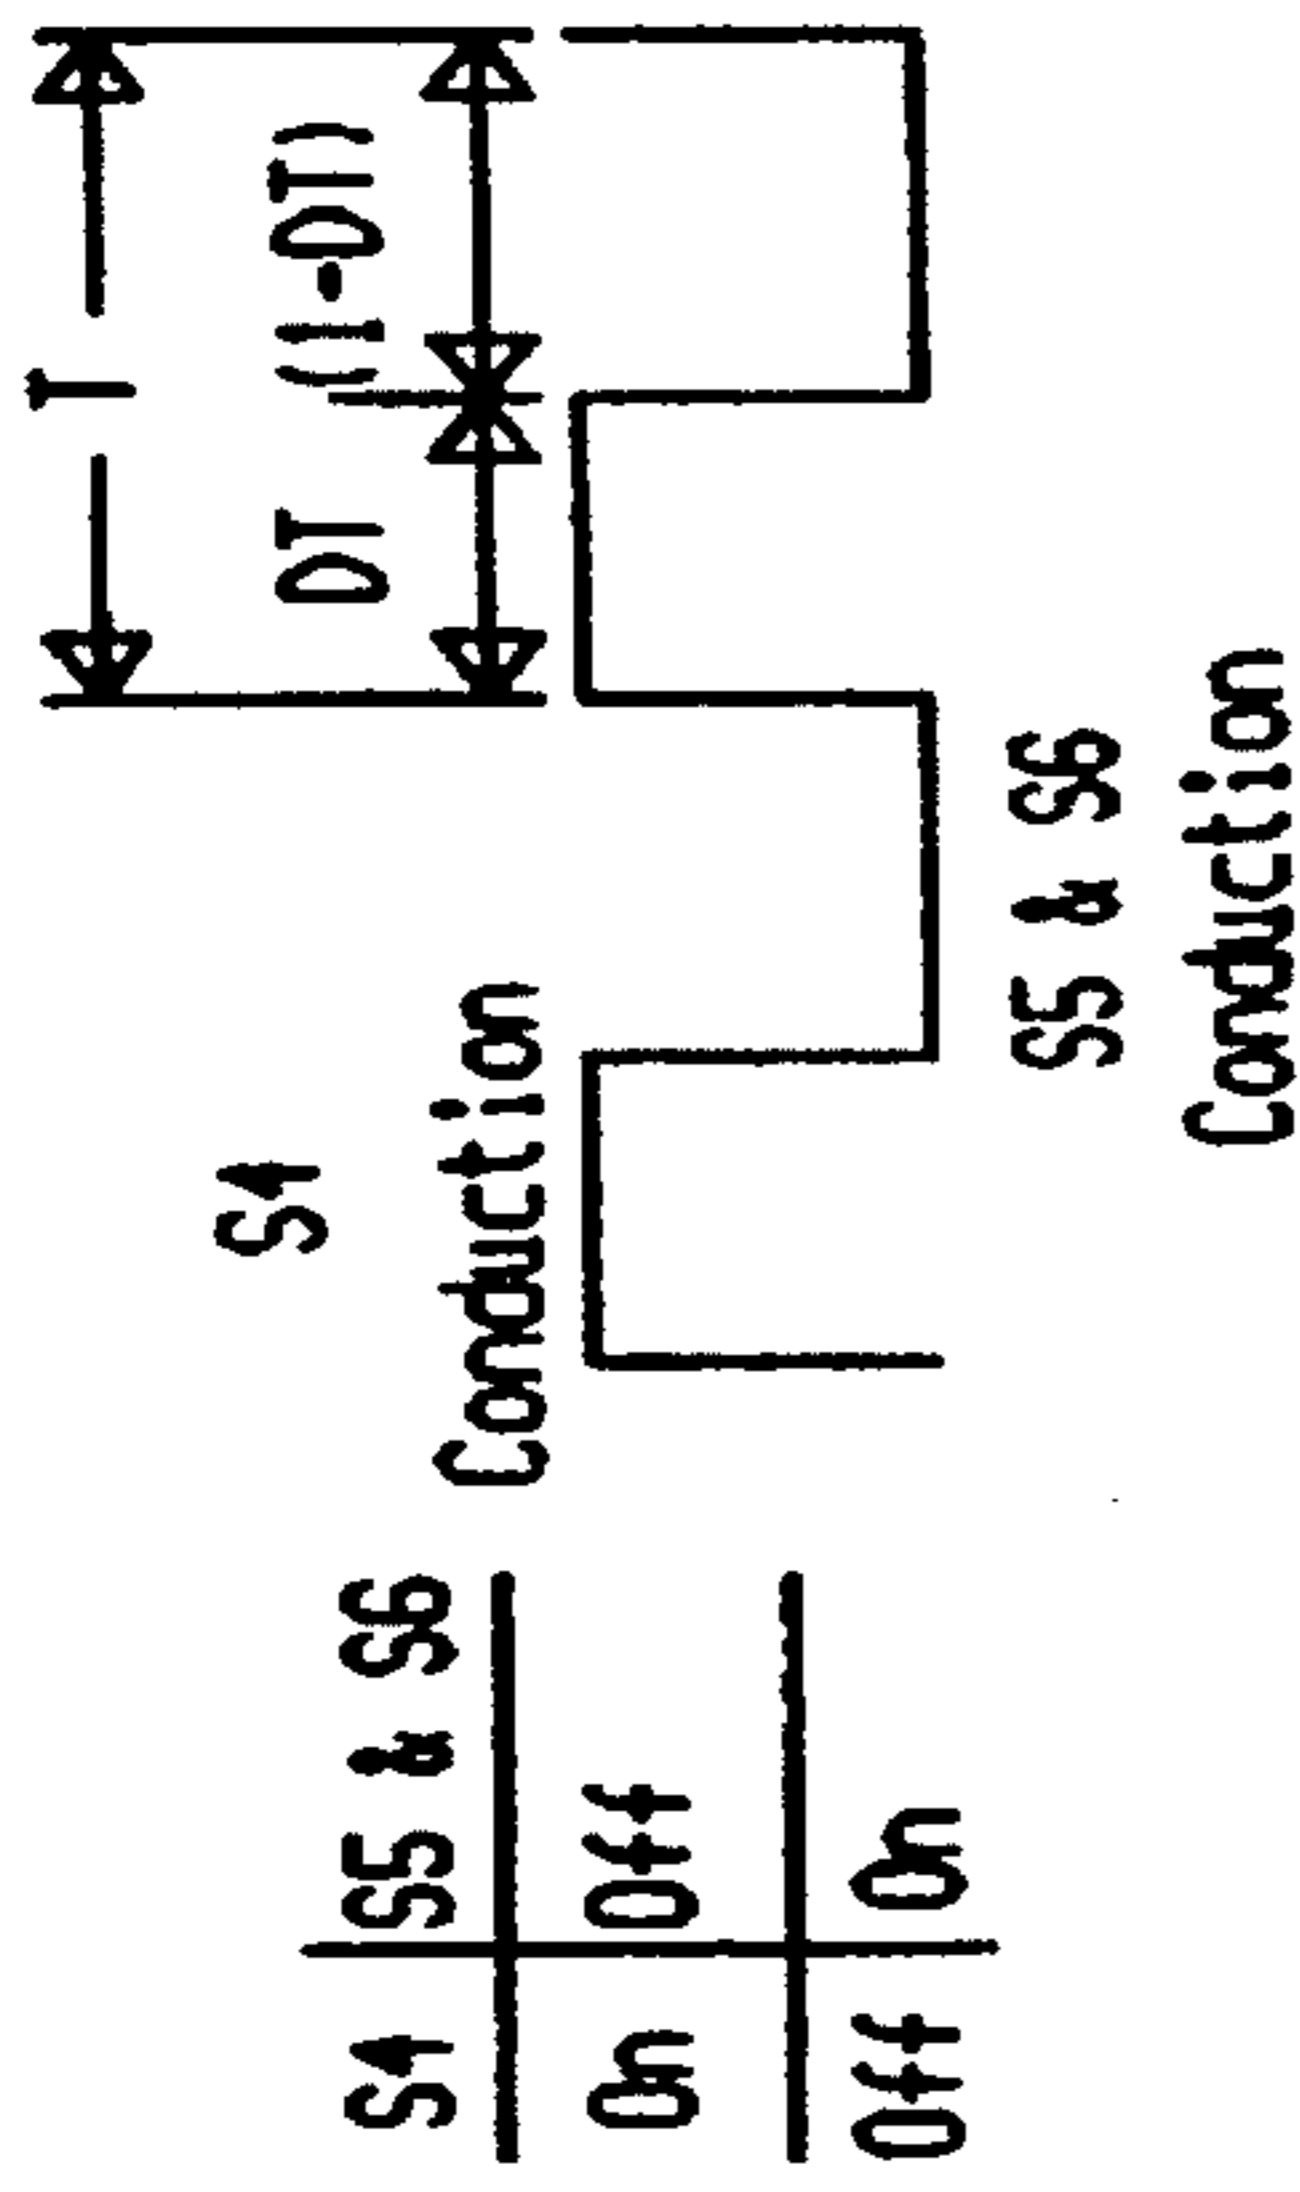 S4 S5 & S6
On Off
Off On
T
DT (1-DT)
S4
Conduction
S5 & S6
Conduction